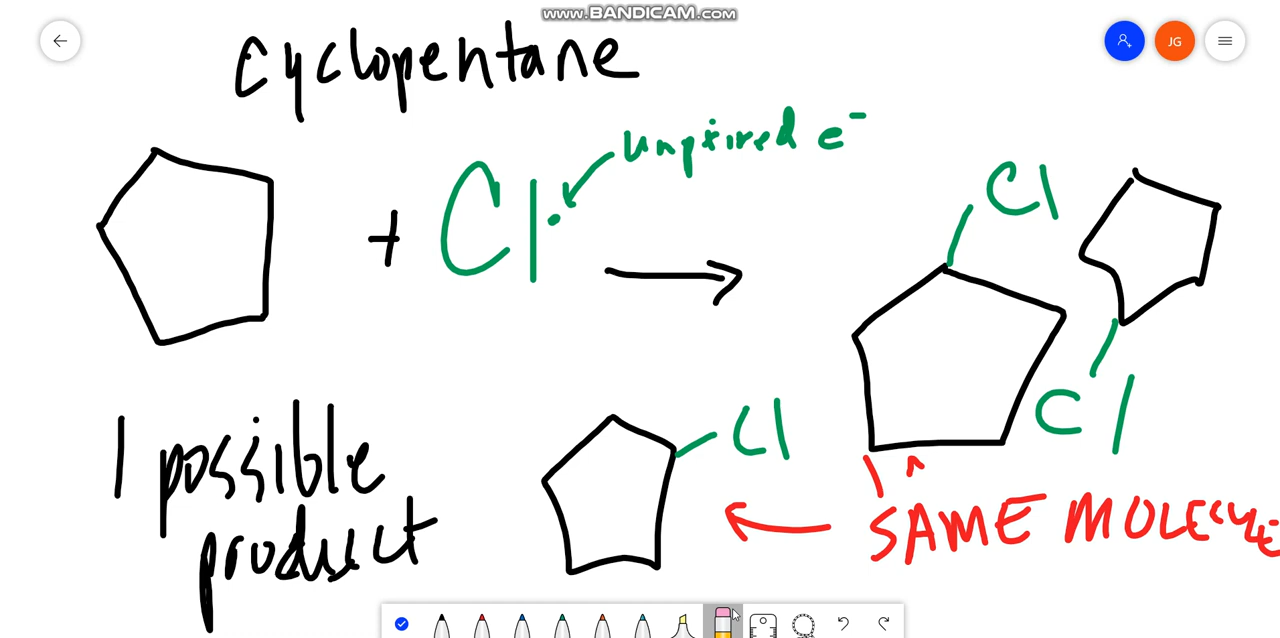 www.BANDICAM.com
JG
cyclopentane
unpaired e⁻
+ Cl·
Cl
Cl
Cl
1 possible
product
SAME MOLECULE